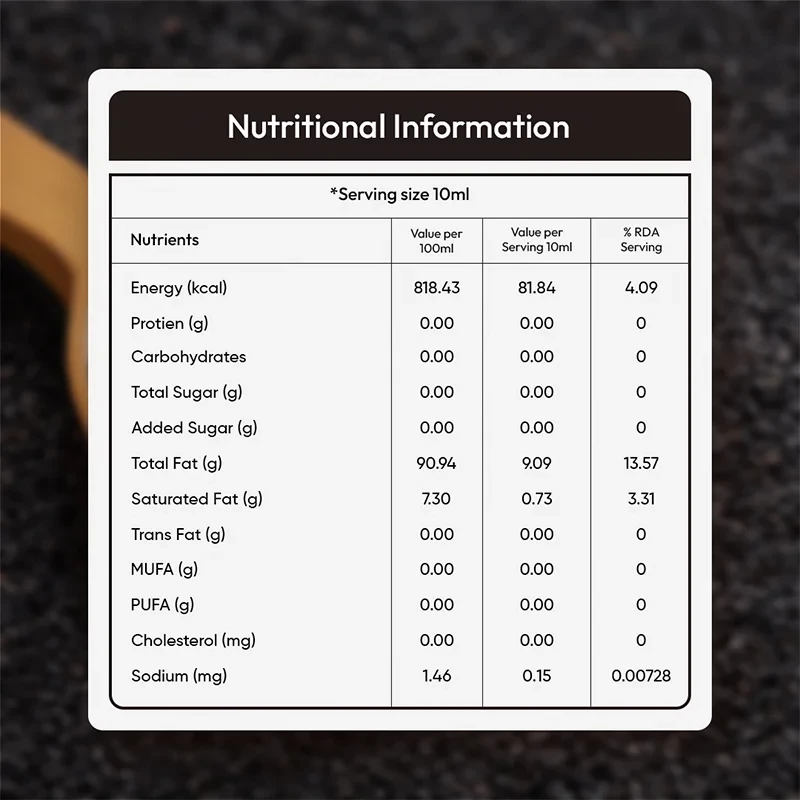 Nutritional Information
*Serving size 10ml
Nutrients Value per 100ml Value per Serving 10ml % RDA Serving
Energy (kcal) 818.43 81.84 4.09
Protien (g) 0.00 0.00 0
Carbohydrates 0.00 0.00 0
Total Sugar (g) 0.00 0.00 0
Added Sugar (g) 0.00 0.00 0
Total Fat (g) 90.94 9.09 13.57
Saturated Fat (g) 7.30 0.73 3.31
Trans Fat (g) 0.00 0.00 0
MUFA (g) 0.00 0.00 0
PUFA (g) 0.00 0.00 0
Cholesterol (mg) 0.00 0.00 0
Sodium (mg) 1.46 0.15 0.00728